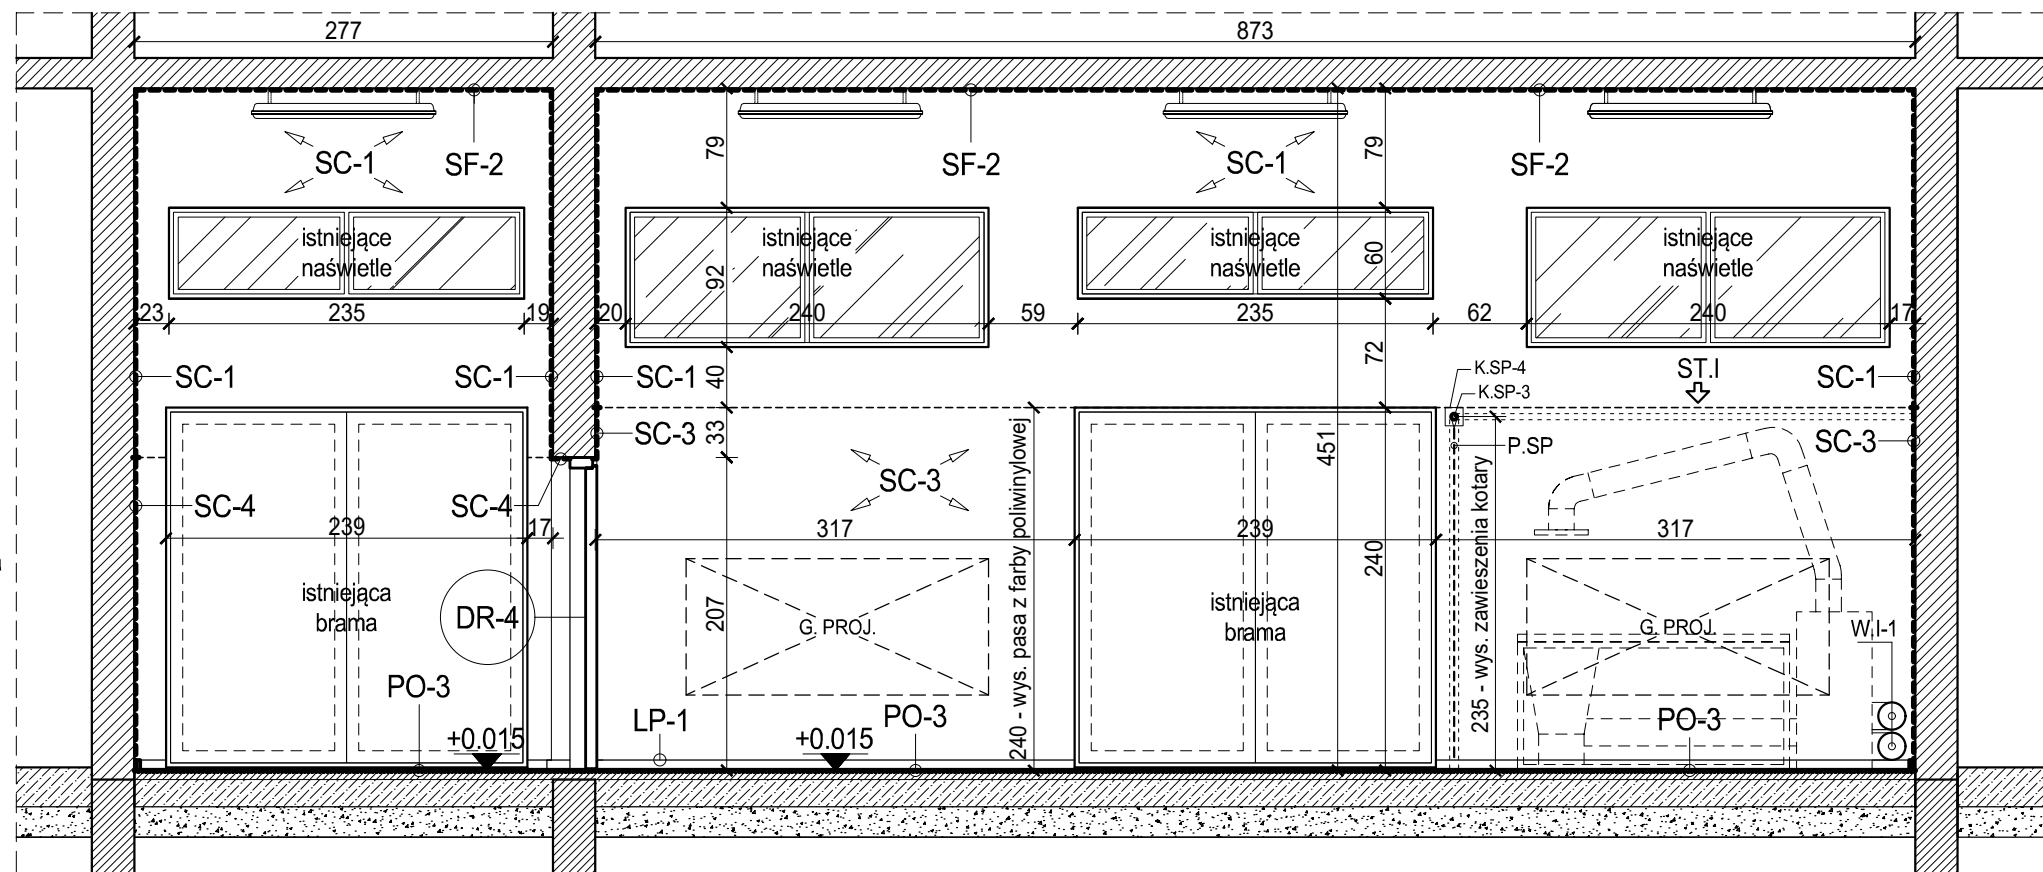 277
873
79
79
SC-1
SF-2
SF-2
SC-1
SF-2
istniejące
naświetle
istniejące
naświetle
istniejące
naświetle
istniejące
naświetle
92
60
23
235
19
20
240
59
235
62
240
17
SC-1
SC-1
SC-1
40
72
K.SP-4
K.SP-3
ST.I
SC-1
SC-3
33
451
P.SP
SC-3
SC-4
SC-4
SC-3
239
17
317
239
317
240
istniejąca
brama
DR-4
207
G. PROJ.
240 - wys. pasa z farby poliwinylowej
istniejąca
brama
235 - wys. zawieszenia kotary
G. PROJ.
W.I-1
PO-3
LP-1
PO-3
PO-3
+0.015
+0.015